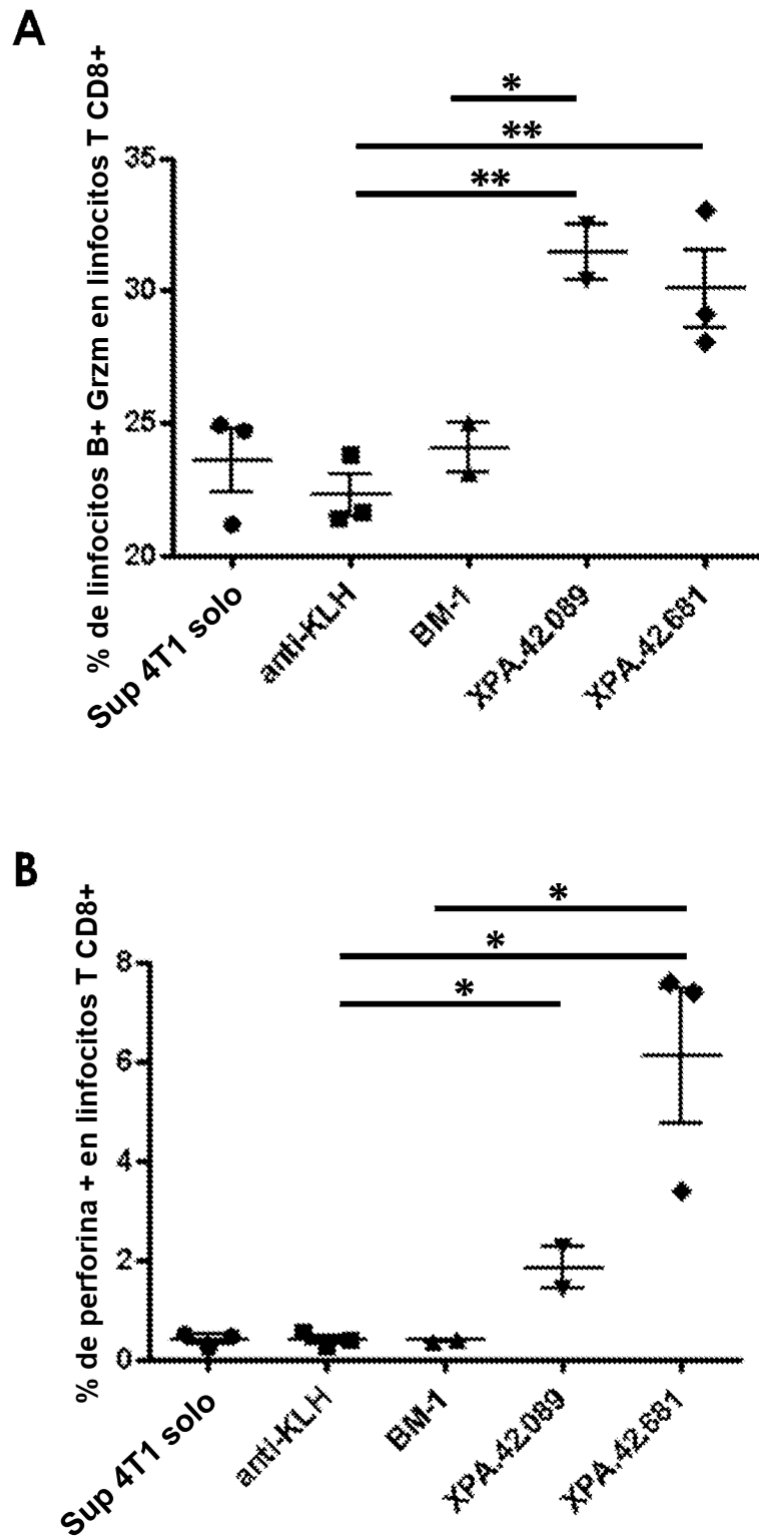 A
% de linfocitos B+ Grzm en linfocitos T CD8+
*
**
**
35
30
25
20
Sup 4T1 solo
anti-KLH
BM-1
XPA.42.089
XPA.42.681
B
% de perforina + en linfocitos T CD8+
*
*
*
8
6
4
2
0
Sup 4T1 solo
anti-KLH
BM-1
XPA.42.089
XPA.42.681